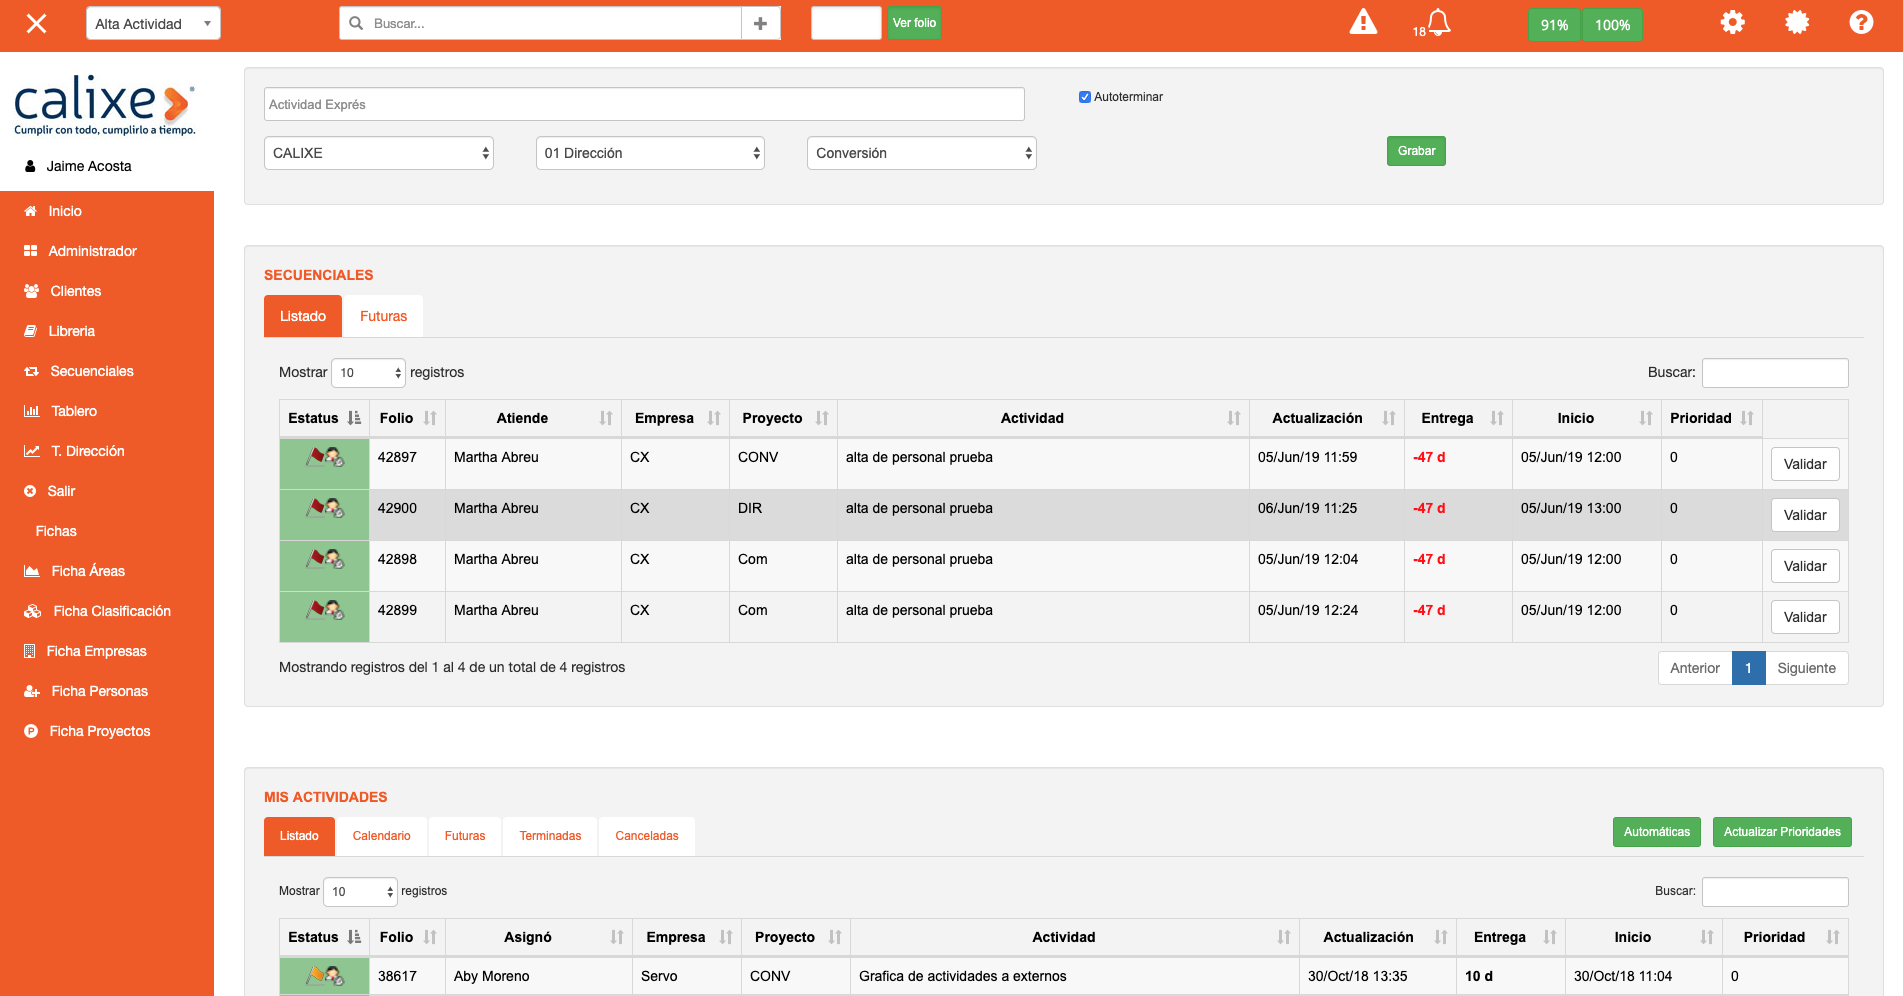 Alta Actividad
Buscar...
Ver folio
18
91%
100%
calixe
Cumplir con todo, cumplirlo a tiempo.
Jaime Acosta
Inicio
Administrador
Clientes
Libreria
Secuenciales
Tablero
T. Dirección
Salir
Fichas
Ficha Áreas
Ficha Clasificación
Ficha Empresas
Ficha Personas
Ficha Proyectos
Actividad Exprés
Autoterminar
CALIXE
01 Dirección
Conversión
Grabar
SECUENCIALES
Listado Futuras
Mostrar 10 registros
Buscar:
Estatus Folio Atiende Empresa Proyecto Actividad Actualización Entrega Inicio Prioridad
42897 Martha Abreu CX CONV alta de personal prueba 05/Jun/19 11:59 -47 d 05/Jun/19 12:00 0 Validar
42900 Martha Abreu CX DIR alta de personal prueba 06/Jun/19 11:25 -47 d 05/Jun/19 13:00 0 Validar
42898 Martha Abreu CX Com alta de personal prueba 05/Jun/19 12:04 -47 d 05/Jun/19 12:00 0 Validar
42899 Martha Abreu CX Com alta de personal prueba 05/Jun/19 12:24 -47 d 05/Jun/19 12:00 0 Validar
Mostrando registros del 1 al 4 de un total de 4 registros
Anterior 1 Siguiente
MIS ACTIVIDADES
Listado Calendario Futuras Terminadas Canceladas
Automáticas Actualizar Prioridades
Mostrar 10 registros
Buscar:
Estatus Folio Asignó Empresa Proyecto Actividad Actualización Entrega Inicio Prioridad
38617 Aby Moreno Servo CONV Grafica de actividades a externos 30/Oct/18 13:35 10 d 30/Oct/18 11:04 0